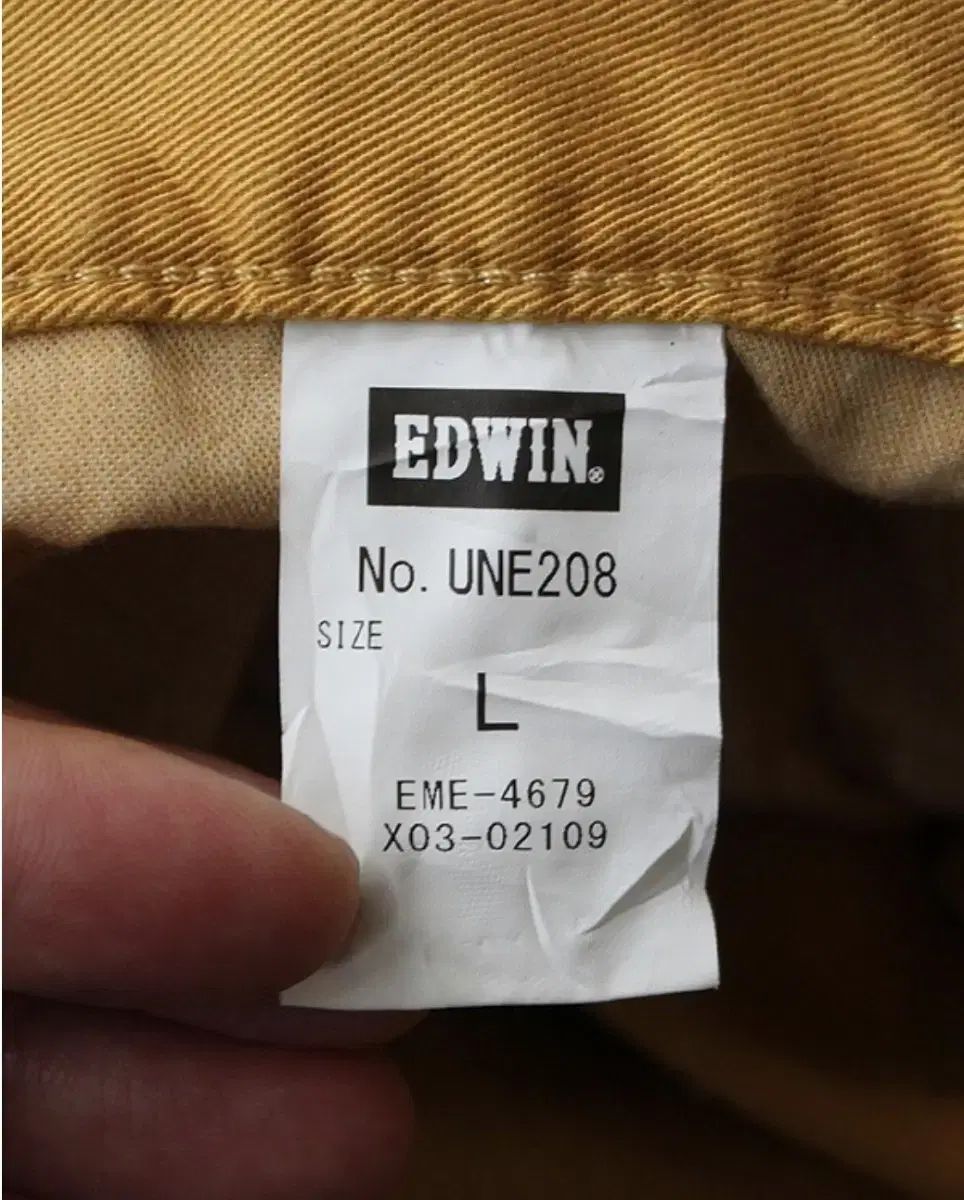 EDWIN®
No. UNE208
SIZE
L
EME-4679
X03-02109